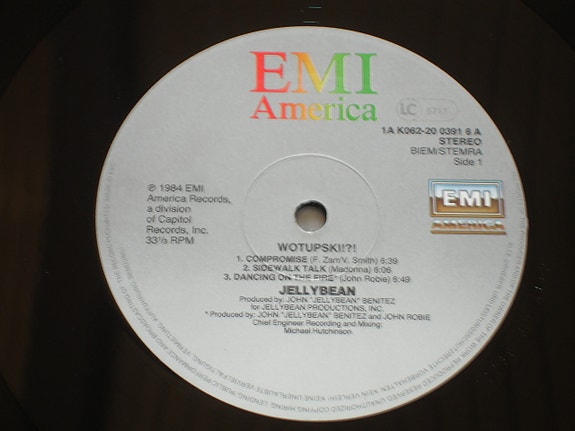 EMI
America
LC
1A K062-20 0391 6 A
STEREO
BIEM/STEMRA
Side 1
℗ 1984 EMI
America Records,
a division
of Capitol
Records, Inc.
33⅓ RPM
EMI
AMERICA
WOTUPSKI!?!
1. COMPROMISE (F. Zarr/V. Smith) 6:39
2. SIDEWALK TALK (Madonna) 6:06
3. DANCING ON THE FIRE* (John Robie) 6:49
JELLYBEAN
Produced by: JOHN "JELLYBEAN" BENITEZ
for JELLYBEAN PRODUCTIONS, INC.
* Produced by: JOHN "JELLYBEAN" BENITEZ and JOHN ROBIE
Chief Engineer Recording and Mixing:
Michael Hutchinson.